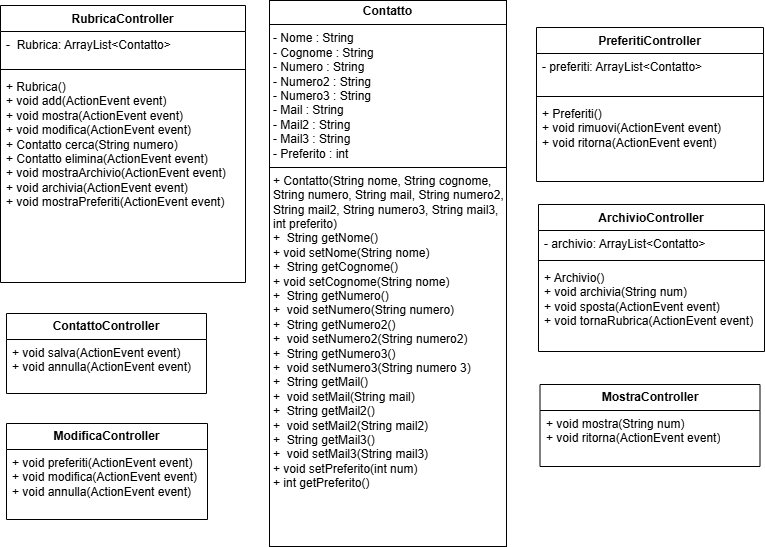 RubricaController
- Rubrica: ArrayList<Contatto>
+ Rubrica()
+ void add(ActionEvent event)
+ void mostra(ActionEvent event)
+ void modifica(ActionEvent event)
+ Contatto cerca(String numero)
+ Contatto elimina(ActionEvent event)
+ void mostraArchivio(ActionEvent event)
+ void archivia(ActionEvent event)
+ void mostraPreferiti(ActionEvent event)
ContattoController
+ void salva(ActionEvent event)
+ void annulla(ActionEvent event)
ModificaController
+ void preferiti(ActionEvent event)
+ void modifica(ActionEvent event)
+ void annulla(ActionEvent event)
Contatto
- Nome : String
- Cognome : String
- Numero : String
- Numero2 : String
- Numero3 : String
- Mail : String
- Mail2 : String
- Mail3 : String
- Preferito : int
+ Contatto(String nome, String cognome,
String numero, String mail, String numero2,
String mail2, String numero3, String mail3,
int preferito)
+ String getNome()
+ void setNome(String nome)
+ String getCognome()
+ void setCognome(String nome)
+ String getNumero()
+ void setNumero(String numero)
+ String getNumero2()
+ void setNumero2(String numero2)
+ String getNumero3()
+ void setNumero3(String numero 3)
+ String getMail()
+ void setMail(String mail)
+ String getMail2()
+ void setMail2(String mail2)
+ String getMail3()
+ void setMail3(String mail3)
+ void setPreferito(int num)
+ int getPreferito()
PreferitiController
- preferiti: ArrayList<Contatto>
+ Preferiti()
+ void rimuovi(ActionEvent event)
+ void ritorna(ActionEvent event)
ArchivioController
- archivio: ArrayList<Contatto>
+ Archivio()
+ void archivia(String num)
+ void sposta(ActionEvent event)
+ void tornaRubrica(ActionEvent event)
MostraController
+ void mostra(String num)
+ void ritorna(ActionEvent event)